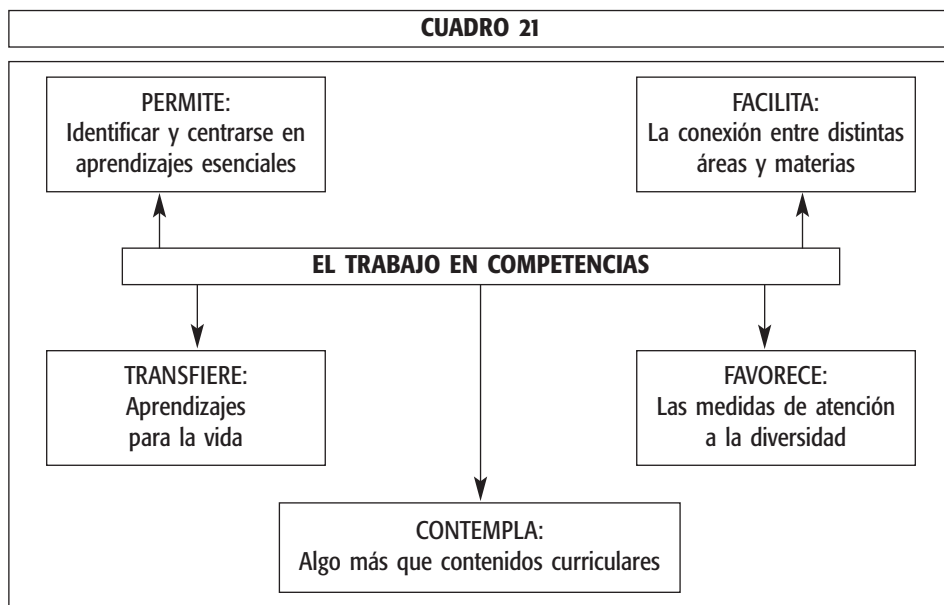 CUADRO 21
PERMITE:
Identificar y centrarse en
aprendizajes esenciales
FACILITA:
La conexión entre distintas
áreas y materias
EL TRABAJO EN COMPETENCIAS
TRANSFIERE:
Aprendizajes
para la vida
FAVORECE:
Las medidas de atención
a la diversidad
CONTEMPLA:
Algo más que contenidos curriculares